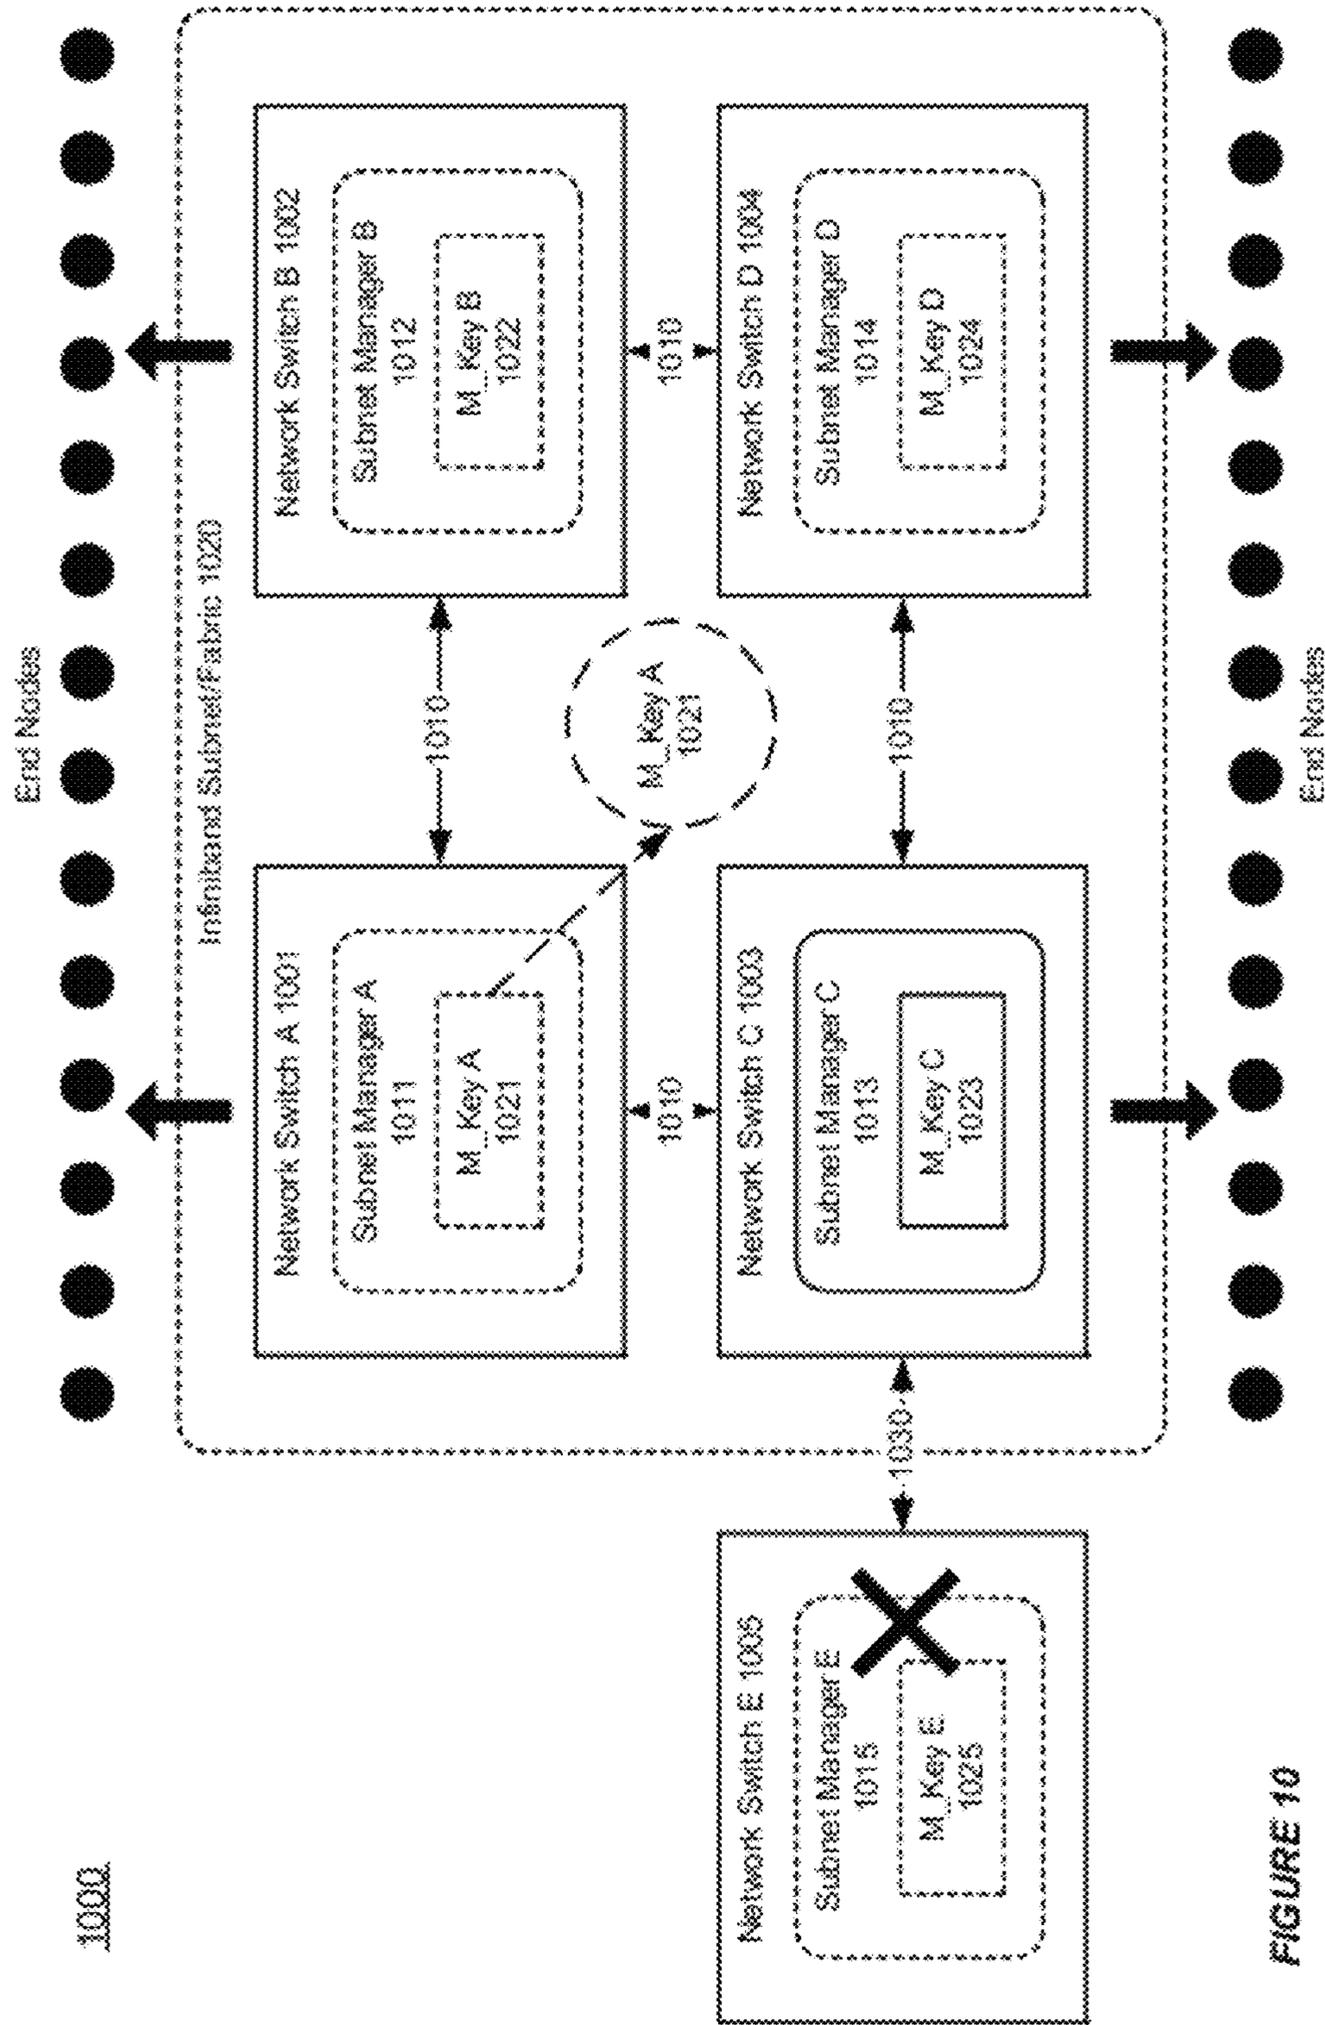 1000
End Nodes
Infiniband Subnet/Fabric 1020
Network Switch A 1001
Subnet Manager A
1011
M_Key A
1021
1010
Network Switch B 1002
Subnet Manager B
1012
M_Key B
1022
1010
M_Key A
1021
1010
Network Switch E 1005
Subnet Manager E
1015
M_Key E
1025
1030
Network Switch C 1003
Subnet Manager C
1013
M_Key C
1023
1010
Network Switch D 1004
Subnet Manager D
1014
M_Key D
1024
End Nodes
FIGURE 10